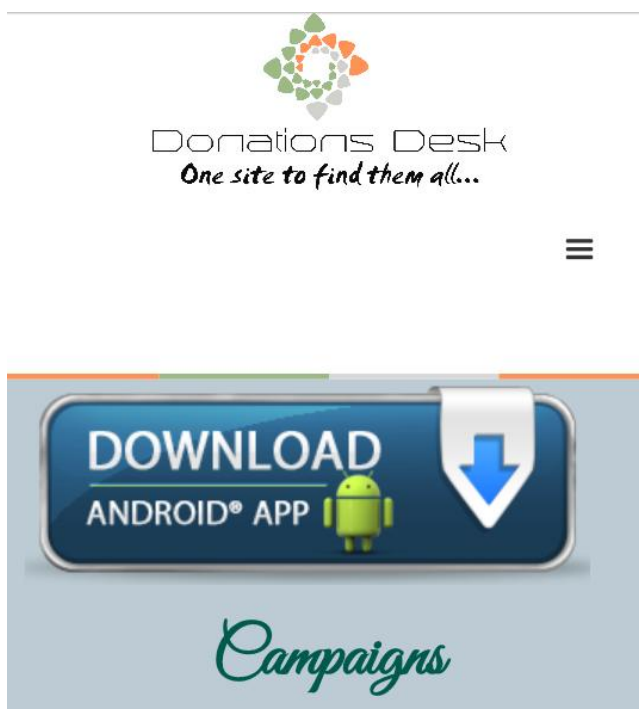 Donations Desk
One site to find them all...
DOWNLOAD
ANDROID® APP
Campaigns